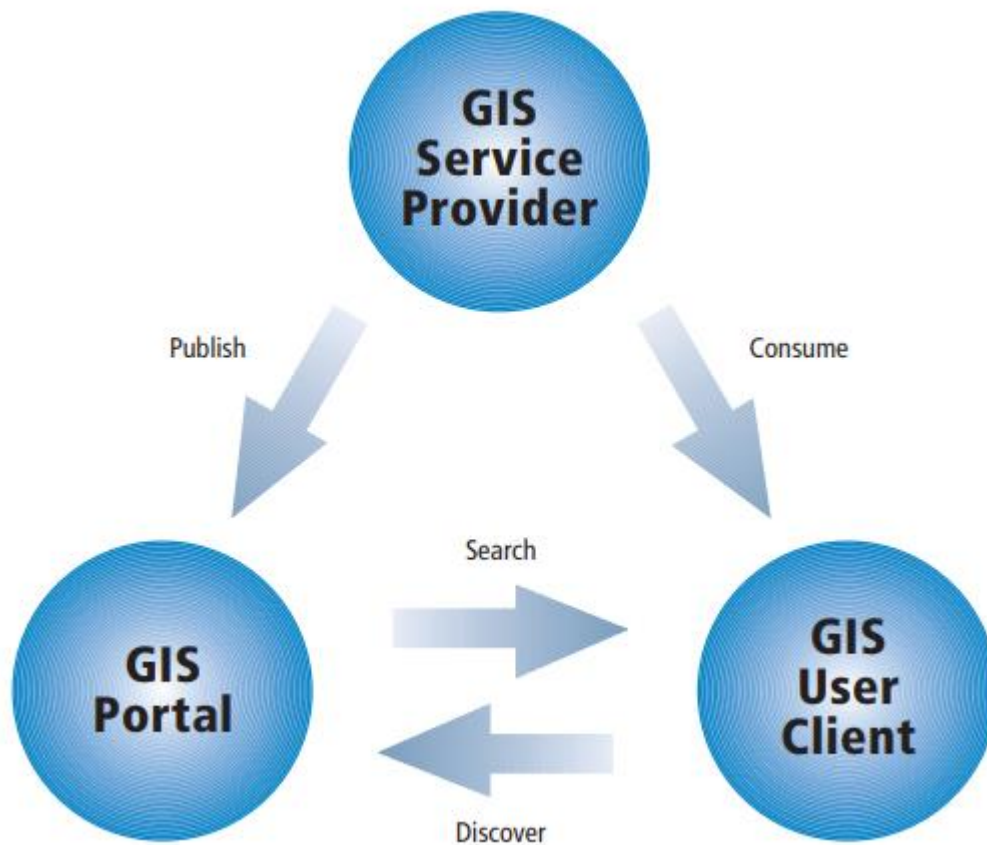 GIS
Service
Provider
Publish
Consume
Search
GIS
Portal
GIS
User
Client
Discover